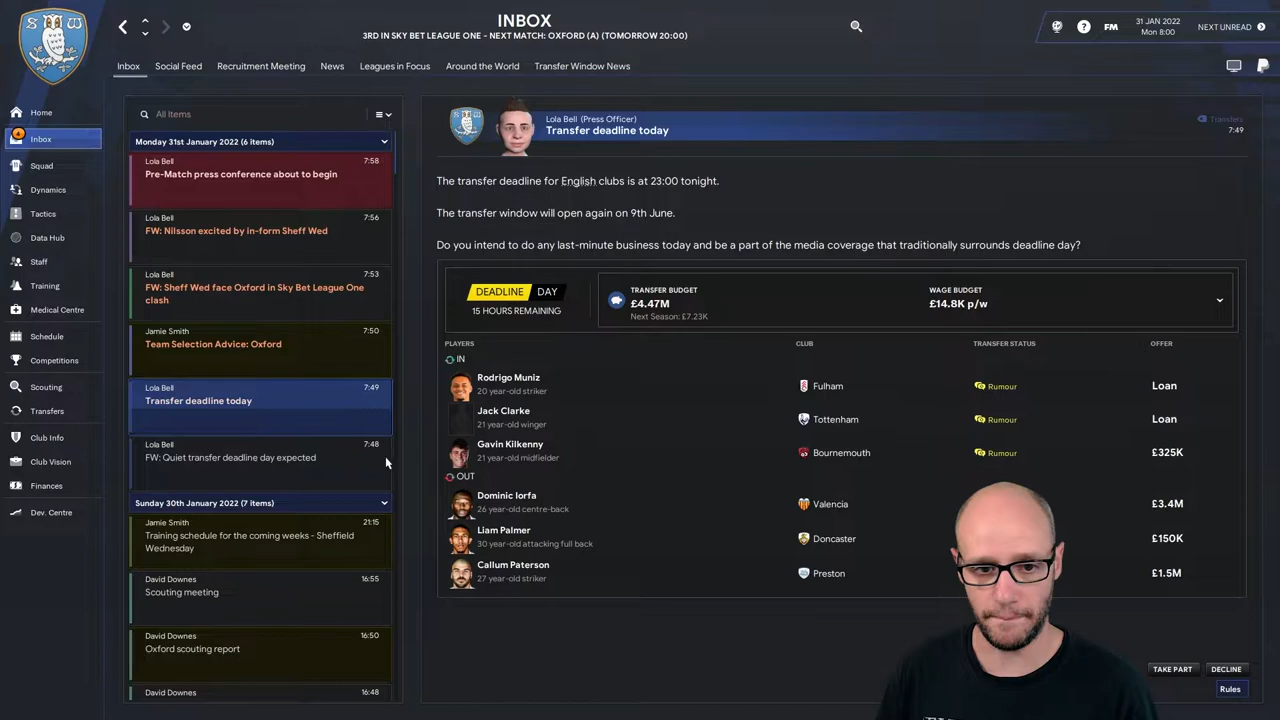 INBOX
3RD IN SKY BET LEAGUE ONE - NEXT MATCH: OXFORD (A) (TOMORROW 20:00)
FM
31 JAN 2022
Mon 8:00
NEXT UNREAD
S W
Inbox
Social Feed
Recruitment Meeting
News
Leagues in Focus
Around the World
Transfer Window News
Home
4
Inbox
Squad
Dynamics
Tactics
Data Hub
Staff
Training
Medical Centre
Schedule
Competitions
Scouting
Transfers
Club Info
Club Vision
Finances
Dev. Centre
All Items
Monday 31st January 2022 (6 items)
Lola Bell 7:58
Pre-Match press conference about to begin
Lola Bell 7:56
FW: Nilsson excited by in-form Sheff Wed
Lola Bell 7:53
FW: Sheff Wed face Oxford in Sky Bet League One
clash
Jamie Smith 7:50
Team Selection Advice: Oxford
Lola Bell 7:49
Transfer deadline today
Lola Bell 7:48
FW: Quiet transfer deadline day expected
Sunday 30th January 2022 (7 items)
Jamie Smith 21:15
Training schedule for the coming weeks - Sheffield
Wednesday
David Downes 16:55
Scouting meeting
David Downes 16:50
Oxford scouting report
David Downes 16:48
Lola Bell (Press Officer)
Transfer deadline today
Transfers
7:49
The transfer deadline for English clubs is at 23:00 tonight.
The transfer window will open again on 9th June.
Do you intend to do any last-minute business today and be a part of the media coverage that traditionally surrounds deadline day?
DEADLINE DAY
15 HOURS REMAINING
TRANSFER BUDGET
£4.47M
Next Season: £7.23K
WAGE BUDGET
£14.8K p/w
PLAYERS CLUB TRANSFER STATUS OFFER
IN
Rodrigo Muniz
20 year-old striker
Fulham Rumour Loan
Jack Clarke
21 year-old winger
Tottenham Rumour Loan
Gavin Kilkenny
21 year-old midfielder
Bournemouth Rumour £325K
OUT
Dominic Iorfa
26 year-old centre-back
Valencia £3.4M
Liam Palmer
30 year-old attacking full back
Doncaster £150K
Callum Paterson
27 year-old striker
Preston £1.5M
TAKE PART
DECLINE
Rules